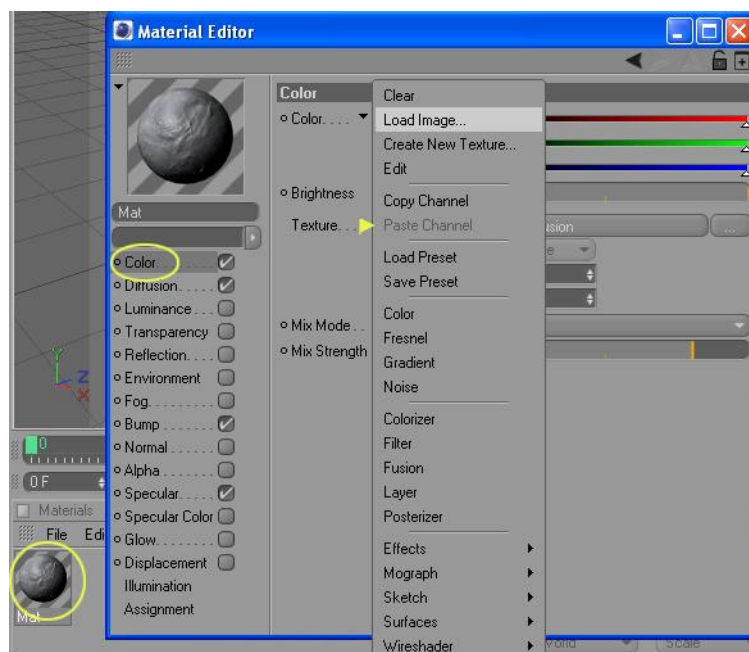 Material Editor
Color
Color. . . .
Brightness
Texture. . .
Mix Mode . .
Mix Strength
Mat
Color. . . . . . . .
Diffusion. . . . .
Luminance. . .
Transparency
Reflection. . . .
Environment
Fog. . . . . . . . .
Bump . . . . . . .
Normal . . . . . .
Alpha . . . . . . .
Specular. . . . .
Specular Color
Glow. . . . . . . .
Displacement
Illumination
Assignment
Clear
Load Image...
Create New Texture...
Edit
Copy Channel
Paste Channel
Load Preset
Save Preset
Color
Fresnel
Gradient
Noise
Colorizer
Filter
Fusion
Layer
Posterizer
Effects
Mograph
Sketch
Surfaces
Wireshader
...
Y
Z
X
0
0 F
Materials
File
Mat
Scale